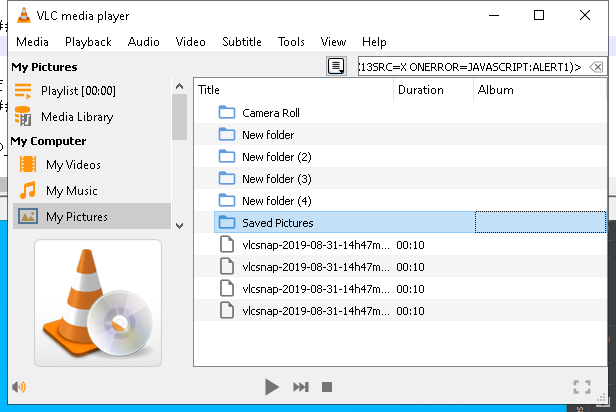 VLC media player
Media Playback Audio Video Subtitle Tools View Help
My Pictures
13SRC=X ONERROR=JAVASCRIPT:ALERT1)>
Playlist [00:00]
Media Library
My Computer
My Videos
My Music
My Pictures
Title Duration Album
Camera Roll
New folder
New folder (2)
New folder (3)
New folder (4)
Saved Pictures
vlcsnap-2019-08-31-14h47m... 00:10
vlcsnap-2019-08-31-14h47m... 00:10
vlcsnap-2019-08-31-14h47m... 00:10
vlcsnap-2019-08-31-14h47m... 00:10